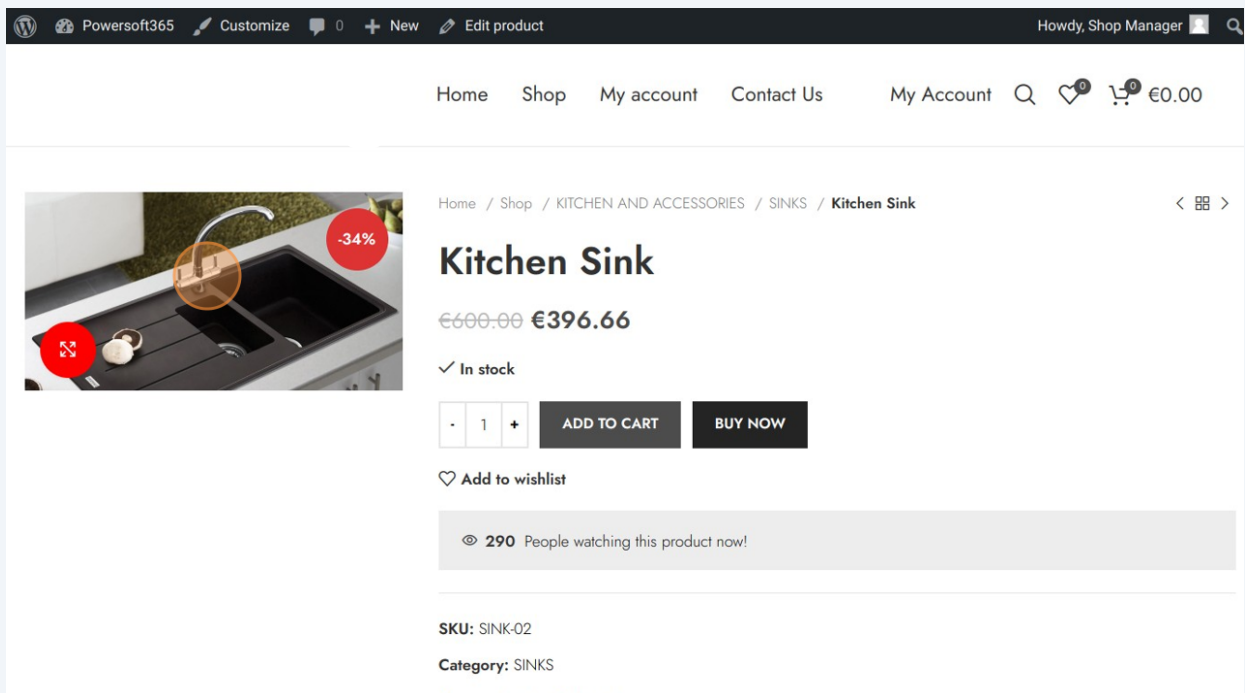 Powersoft365 Customize 0 New Edit product Howdy, Shop Manager
Home Shop My account Contact Us My Account 0 0 €0.00
Home / Shop / KITCHEN AND ACCESSORIES / SINKS / Kitchen Sink
-34%
Kitchen Sink
€600.00 €396.66
In stock
- 1 + ADD TO CART BUY NOW
Add to wishlist
290 People watching this product now!
SKU: SINK-02
Category: SINKS